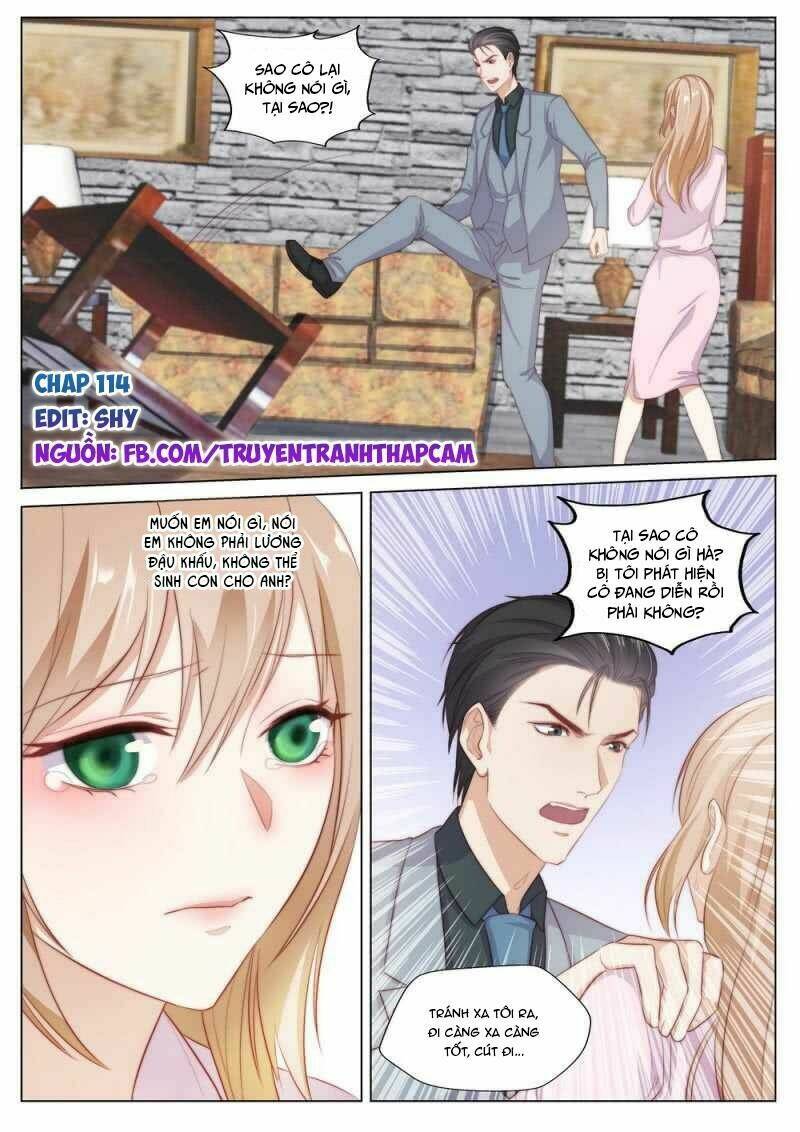 SAO CÔ LẠI
KHÔNG NÓI GÌ,
TẠI SAO?!
CHAP 114
EDIT: SHY
NGUỒN: FB.COM/TRUYENTRANHTHAPCAM
MUỐN EM NÓI GÌ, NÓI
EM KHÔNG PHẢI LƯƠNG
ĐẬU KHẤU, KHÔNG THỂ
SINH CON CHO ANH?
TẠI SAO CÔ
KHÔNG NÓI GÌ HẢ?
BỊ TÔI PHÁT HIỆN
CÔ ĐANG DIỄN RỒI
PHẢI KHÔNG?
TRÁNH XA TÔI RA,
ĐI CÀNG XA CÀNG
TỐT, CÚT ĐI...